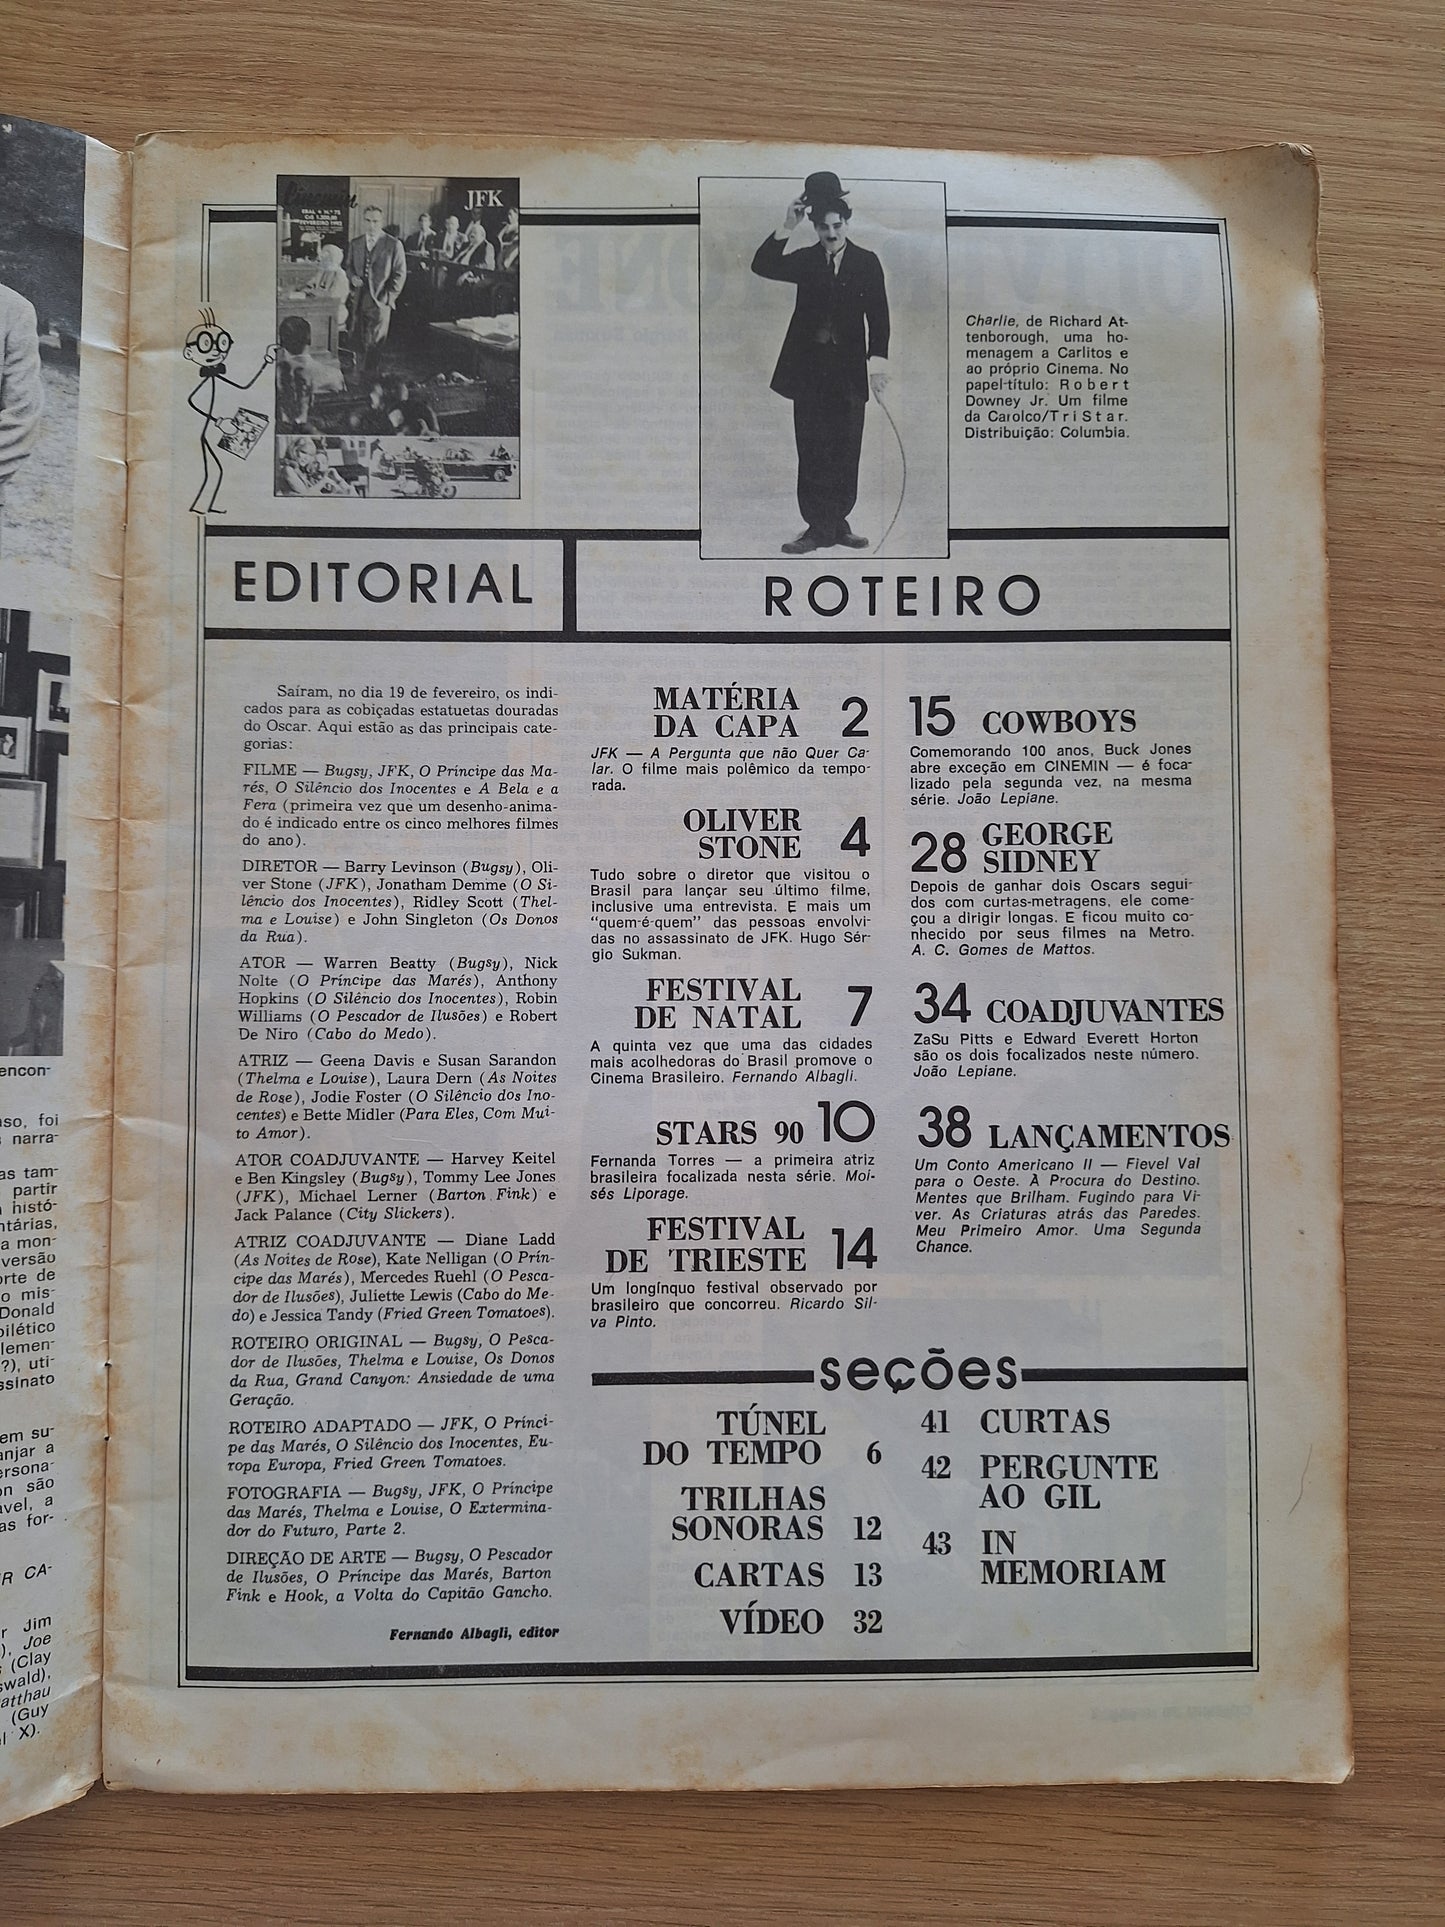 JFK
EBAL • N.º 75
FEVEREIRO 1992
Charlie, de Richard At-
tenborough, uma ho-
menagem a Carlitos e
ao próprio Cinema. No
papel-título: Robert
Downey Jr. Um filme
da Carolco/TriStar.
Distribuição: Columbia.
EDITORIAL
ROTEIRO
Saíram, no dia 19 de fevereiro, os indi-
cados para as cobiçadas estatuetas douradas
do Oscar. Aqui estão as das principais cate-
gorias:
FILME — Bugsy, JFK, O Príncipe das Ma-
rés, O Silêncio dos Inocentes e A Bela e a
Fera (primeira vez que um desenho-anima-
do é indicado entre os cinco melhores filmes
do ano).
DIRETOR — Barry Levinson (Bugsy), Oli-
ver Stone (JFK), Jonatham Demme (O Si-
lêncio dos Inocentes), Ridley Scott (Thel-
ma e Louise) e John Singleton (Os Donos
da Rua).
ATOR — Warren Beatty (Bugsy), Nick
Nolte (O Príncipe das Marés), Anthony
Hopkins (O Silêncio dos Inocentes), Robin
Williams (O Pescador de Ilusões) e Robert
De Niro (Cabo do Medo).
ATRIZ — Geena Davis e Susan Sarandon
(Thelma e Louise), Laura Dern (As Noites
de Rose), Jodie Foster (O Silêncio dos Ino-
centes) e Bette Midler (Para Eles, Com Mui-
to Amor).
ATOR COADJUVANTE — Harvey Keitel
e Ben Kingsley (Bugsy), Tommy Lee Jones
(JFK), Michael Lerner (Barton Fink) e
Jack Palance (City Slickers).
ATRIZ COADJUVANTE — Diane Ladd
(As Noites de Rose), Kate Nelligan (O Prín-
cipe das Marés), Mercedes Ruehl (O Pesca-
dor de Ilusões), Juliette Lewis (Cabo do Me-
do) e Jessica Tandy (Fried Green Tomatoes).
ROTEIRO ORIGINAL — Bugsy, O Pesca-
dor de Ilusões, Thelma e Louise, Os Donos
da Rua, Grand Canyon: Ansiedade de uma
Geração.
ROTEIRO ADAPTADO — JFK, O Prínci-
pe das Marés, O Silêncio dos Inocentes, Eu-
ropa Europa, Fried Green Tomatoes.
FOTOGRAFIA — Bugsy, JFK, O Príncipe
das Marés, Thelma e Louise, O Extermina-
dor do Futuro, Parte 2.
DIREÇÃO DE ARTE — Bugsy, O Pescador
de Ilusões, O Príncipe das Marés, Barton
Fink e Hook, a Volta do Capitão Gancho.
Fernando Albagli, editor
MATÉRIA
DA CAPA 2
JFK — A Pergunta que não Quer Ca-
lar. O filme mais polêmico da tempo-
rada.
OLIVER
STONE 4
Tudo sobre o diretor que visitou o
Brasil para lançar seu último filme,
inclusive uma entrevista. E mais um
“quem-é-quem” das pessoas envolvi-
das no assassinato de JFK. Hugo Sér-
gio Sukman.
FESTIVAL
DE NATAL 7
A quinta vez que uma das cidades
mais acolhedoras do Brasil promove o
Cinema Brasileiro. Fernando Albagli.
STARS 90 10
Fernanda Torres — a primeira atriz
brasileira focalizada nesta série. Moi-
sés Liporage.
FESTIVAL
DE TRIESTE 14
Um longínquo festival observado por
brasileiro que concorreu. Ricardo Sil-
va Pinto.
15 COWBOYS
Comemorando 100 anos, Buck Jones
abre exceção em CINEMIN — é foca-
lizado pela segunda vez, na mesma
série. João Lepiane.
28 GEORGE
SIDNEY
Depois de ganhar dois Oscars segui-
dos com curtas-metragens, ele come-
çou a dirigir longas. E ficou muito co-
nhecido por seus filmes na Metro.
A. C. Gomes de Mattos.
34 COADJUVANTES
ZaSu Pitts e Edward Everett Horton
são os dois focalizados neste número.
João Lepiane.
38 LANÇAMENTOS
Um Conto Americano II — Fievel Vai
para o Oeste. À Procura do Destino.
Mentes que Brilham. Fugindo para Vi-
ver. As Criaturas atrás das Paredes.
Meu Primeiro Amor. Uma Segunda
Chance.
seções
TÚNEL
DO TEMPO 6
TRILHAS
SONORAS 12
CARTAS 13
VÍDEO 32
41 CURTAS
42 PERGUNTE
AO GIL
43 IN
MEMORIAM